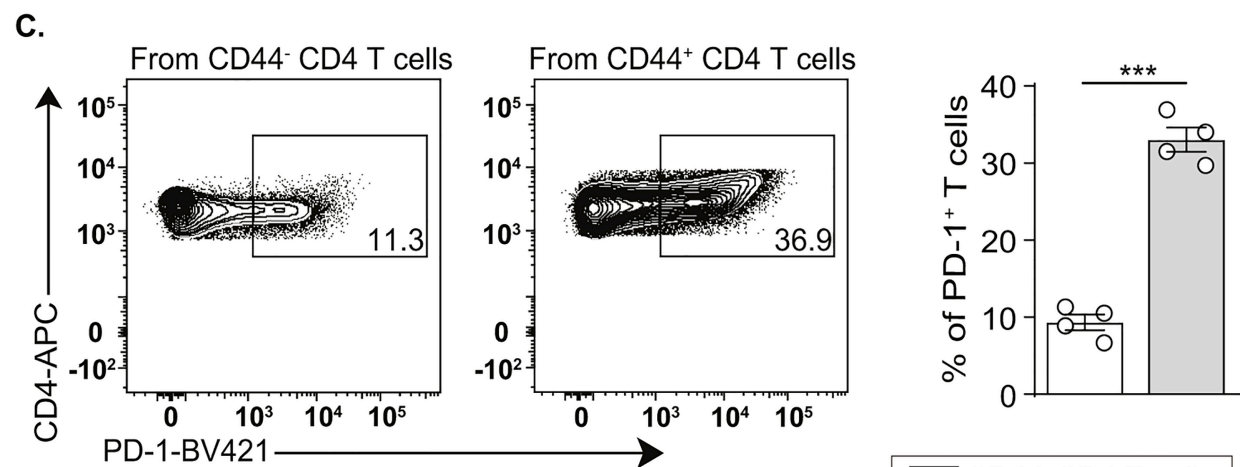 C.
From CD44⁻ CD4 T cells
10⁵
10⁴
10³
0
-10²
11.3
0 10³ 10⁴ 10⁵
From CD44⁺ CD4 T cells
10⁵
10⁴
10³
0
-10²
36.9
0 10³ 10⁴ 10⁵
CD4-APC
PD-1-BV421
% of PD-1⁺ T cells
40
30
20
10
0
***